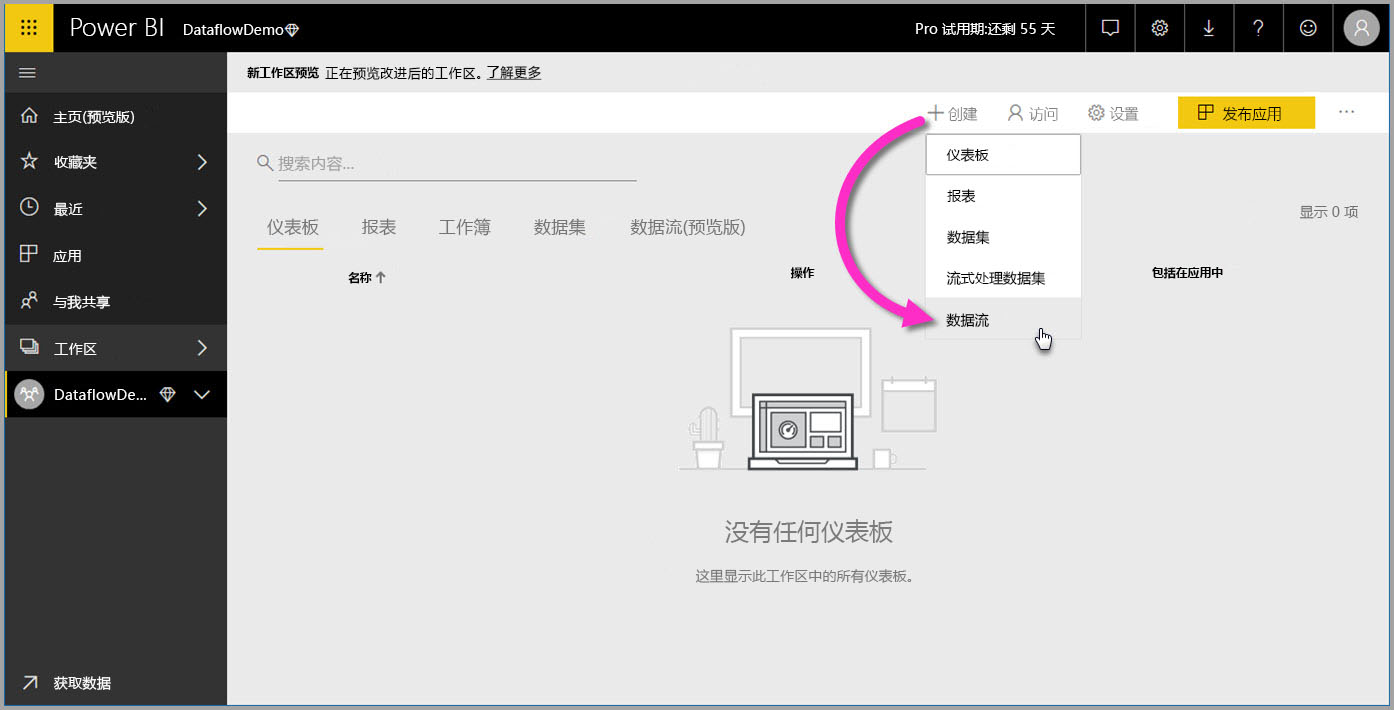 Power BI DataflowDemo Pro 试用期:还剩 55 天
新工作区预览 正在预览改进后的工作区。了解更多
主页(预览版)
收藏夹
最近
应用
与我共享
工作区
DataflowDe...
获取数据
创建 访问 设置 发布应用 ...
搜索内容...
仪表板
报表
数据集
流式处理数据集
数据流
显示 0 项
仪表板 报表 工作簿 数据集 数据流(预览版)
名称 操作 包括在应用中
没有任何仪表板
这里显示此工作区中的所有仪表板。